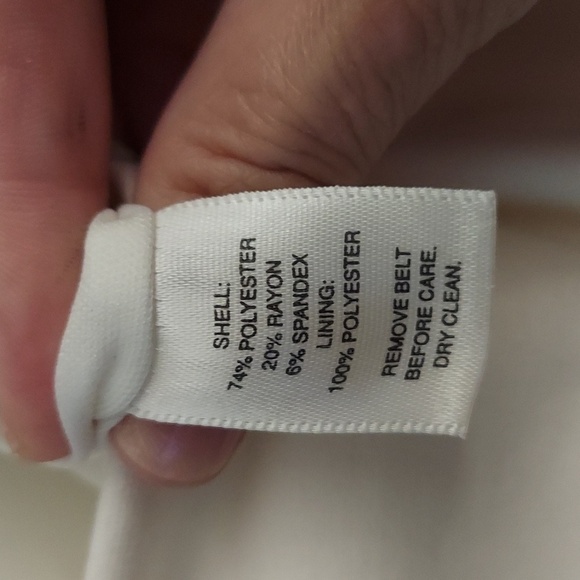 SHELL:
74% POLYESTER
20% RAYON
6% SPANDEX
LINING:
100% POLYESTER
REMOVE BELT
BEFORE CARE.
DRY CLEAN.